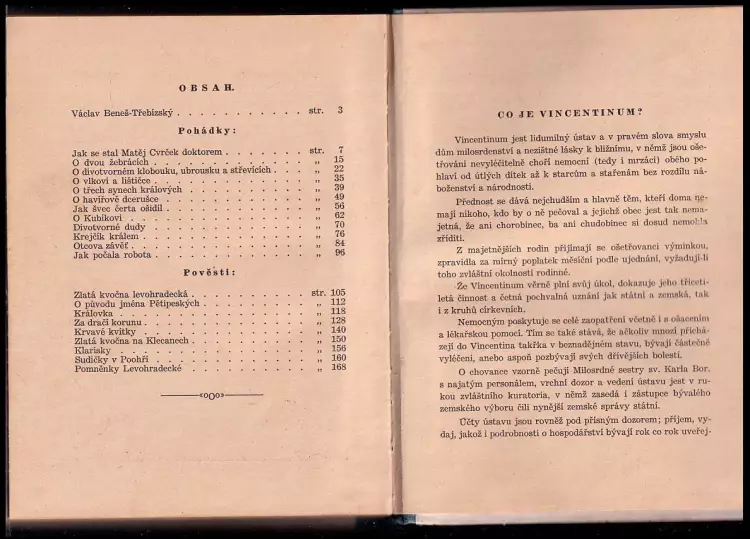 OBSAH.
Václav Beneš-Třebízský . . . . . . . . . . . str. 3
Pohádky:
Jak se stal Matěj Cvrček doktorem . . . . . . . str. 7
O dvou žebrácích . . . . . . . . . . . . . „ 15
O divotvorném klobouku, ubrousku a střevících . . . „ 22
O vlkovi a lištičce . . . . . . . . . . . . . „ 35
O třech synech králových . . . . . . . . . . „ 39
O havířově dcerušce . . . . . . . . . . . . „ 49
Jak švec čerta ošidil . . . . . . . . . . . . „ 56
O Kubíkovi . . . . . . . . . . . . . . . „ 62
Divotvorné dudy . . . . . . . . . . . . . „ 70
Krejčík králem . . . . . . . . . . . . . . „ 76
Otcova závěť . . . . . . . . . . . . . . . „ 84
Jak počala robota . . . . . . . . . . . . . „ 96
Pověsti:
Zlatá kvočna levohradecká . . . . . . . . . . str. 105
O původu jména Pětipeských . . . . . . . . . „ 112
Královka . . . . . . . . . . . . . . . . „ 118
Za dračí korunu . . . . . . . . . . . . . . „ 128
Krvavé kvítky . . . . . . . . . . . . . . „ 140
Zlatá kvočna na Klecanech . . . . . . . . . . „ 150
Klarisky . . . . . . . . . . . . . . . . „ 156
Sudičky v Poohří . . . . . . . . . . . . . „ 160
Pomněnky Levohradecké . . . . . . . . . . . „ 168
CO JE VINCENTINUM?
Vincentinum jest lidumilný ústav a v pravém slova smyslu
dům milosrdenství a nezištné lásky k bližnímu, v němž jsou oše-
třování nevyléčitelně choří nemocní (tedy i mrzáci) obého po-
hlaví od útlých dítek až k starcům a stařenám bez rozdílu ná-
boženství a národnosti.
Přednost se dává nejchudším a hlavně těm, kteří doma ne-
mají nikoho, kdo by o ně pečoval a jejichž obec jest tak nema-
jetná, že ani chorobinec, ba ani chudobinec si dosud nemohla
zříditi.
Z majetnějších rodin přijímají se ošetřovanci výminkou,
zpravidla za mírný poplatek měsíční podle ujednání, vyžadují-li
toho zvláštní okolnosti rodinné.
Že Vincentinum věrně plní svůj úkol, dokazuje jeho třiceti-
letá činnost a četná pochvalná uznání jak státní a zemská, tak
i z kruhů církevních.
Nemocným poskytuje se celé zaopatření včetně i s ošacením
a lékařskou pomocí. Tím se také stává, že ačkoliv mnozí přichá-
zejí do Vincentina takřka v beznadějném stavu, bývají částečně
vyléčeni, anebo aspoň pozbývají svých dřívějších bolestí.
O chovance vzorně pečují Milosrdné sestry sv. Karla Bor.
s najatým personálem, vrchní dozor a vedení ústavu jest v ru-
kou zvláštního kuratoria, v němž zasedá i zástupce bývalého
zemského výboru čili nynější zemské správy státní.
Účty ústavu jsou rovněž pod přísným dozorem; příjem, vy-
daj, jakož i podrobnosti o hospodářství bývají rok co rok uveřej-